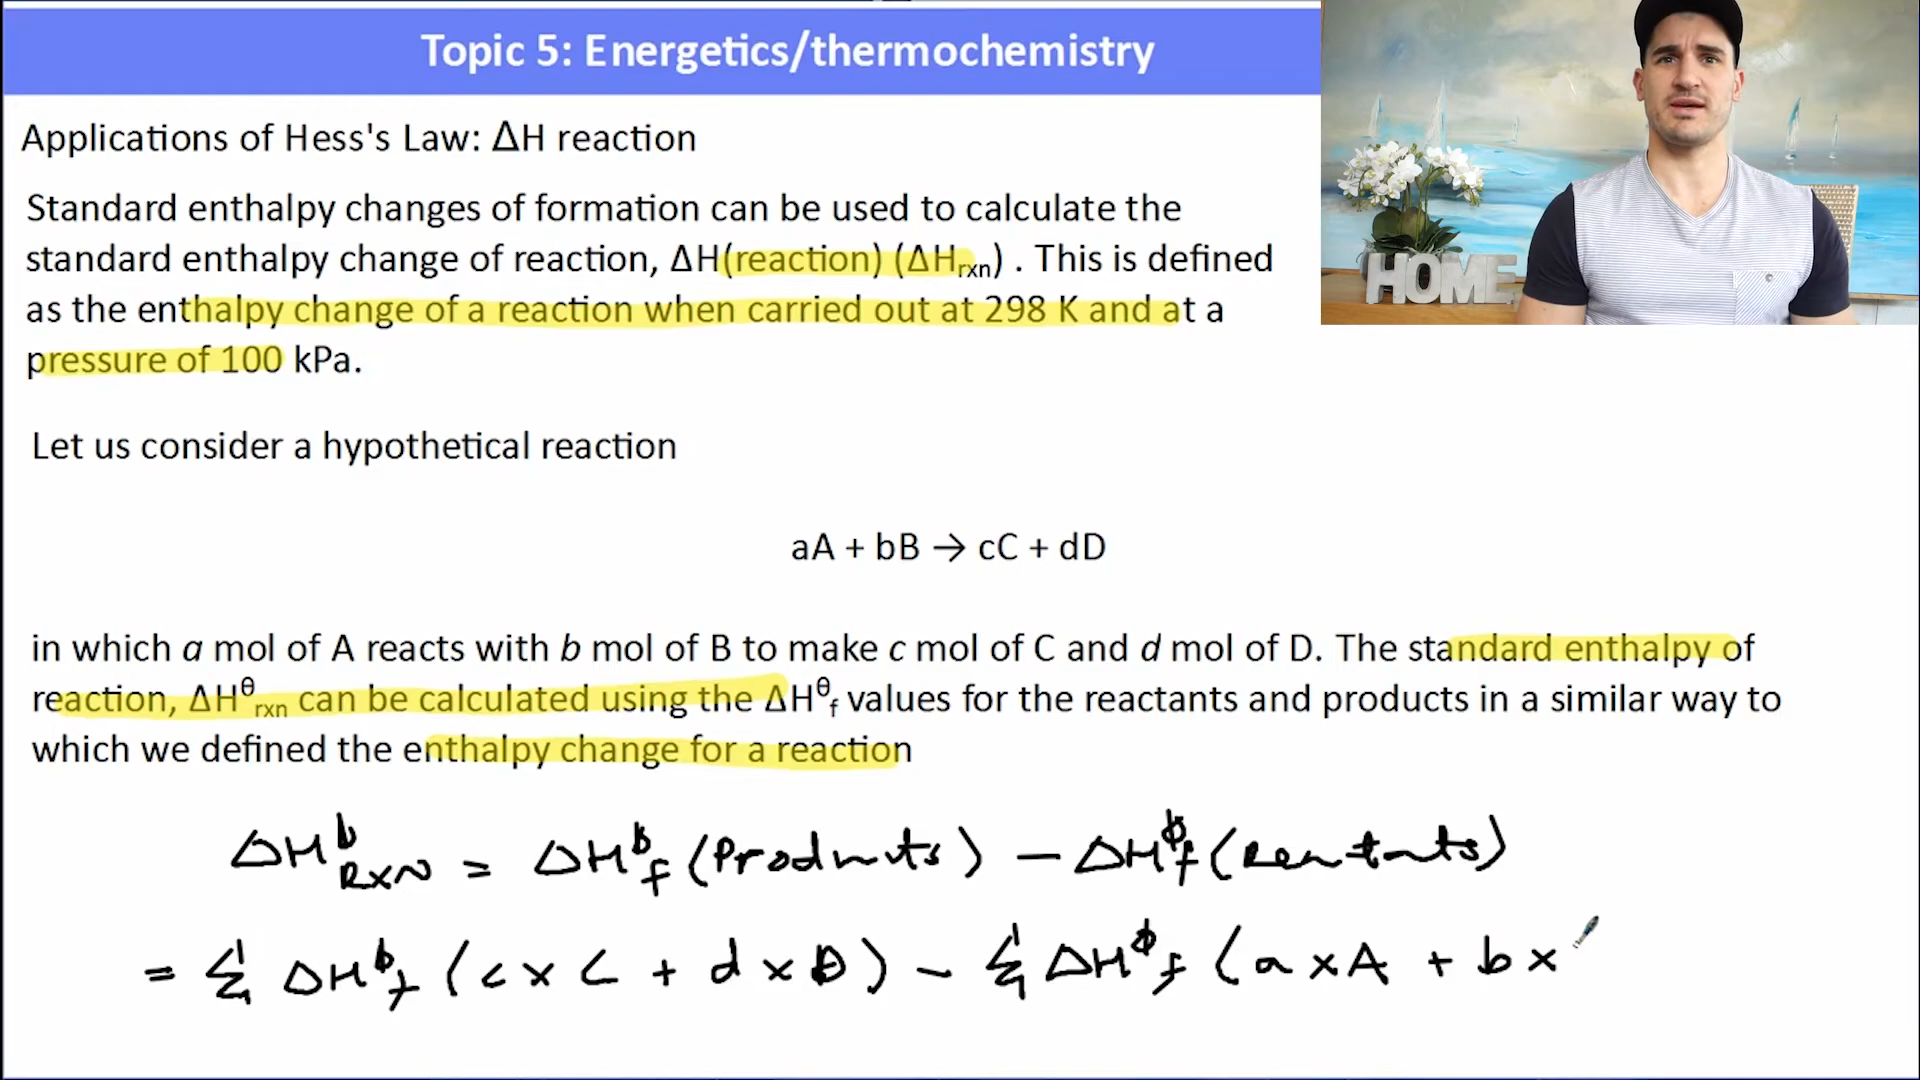 Topic 5: Energetics/thermochemistry
Applications of Hess's Law: ΔH reaction
Standard enthalpy changes of formation can be used to calculate the
standard enthalpy change of reaction, ΔH(reaction) (ΔHrxn) . This is defined
as the enthalpy change of a reaction when carried out at 298 K and at a
pressure of 100 kPa.
HOME
Let us consider a hypothetical reaction
aA + bB → cC + dD
in which a mol of A reacts with b mol of B to make c mol of C and d mol of D. The standard enthalpy of
reaction, ΔHᶿrxn can be calculated using the ΔHᶿf values for the reactants and products in a similar way to
which we defined the enthalpy change for a reaction
ΔHᶿRXN = ΔHᶿf (Products) − ΔHᶿf (Reactants)
= Σ ΔHᶿf (c x C + d x D) − Σ ΔHᶿf (a x A + b x